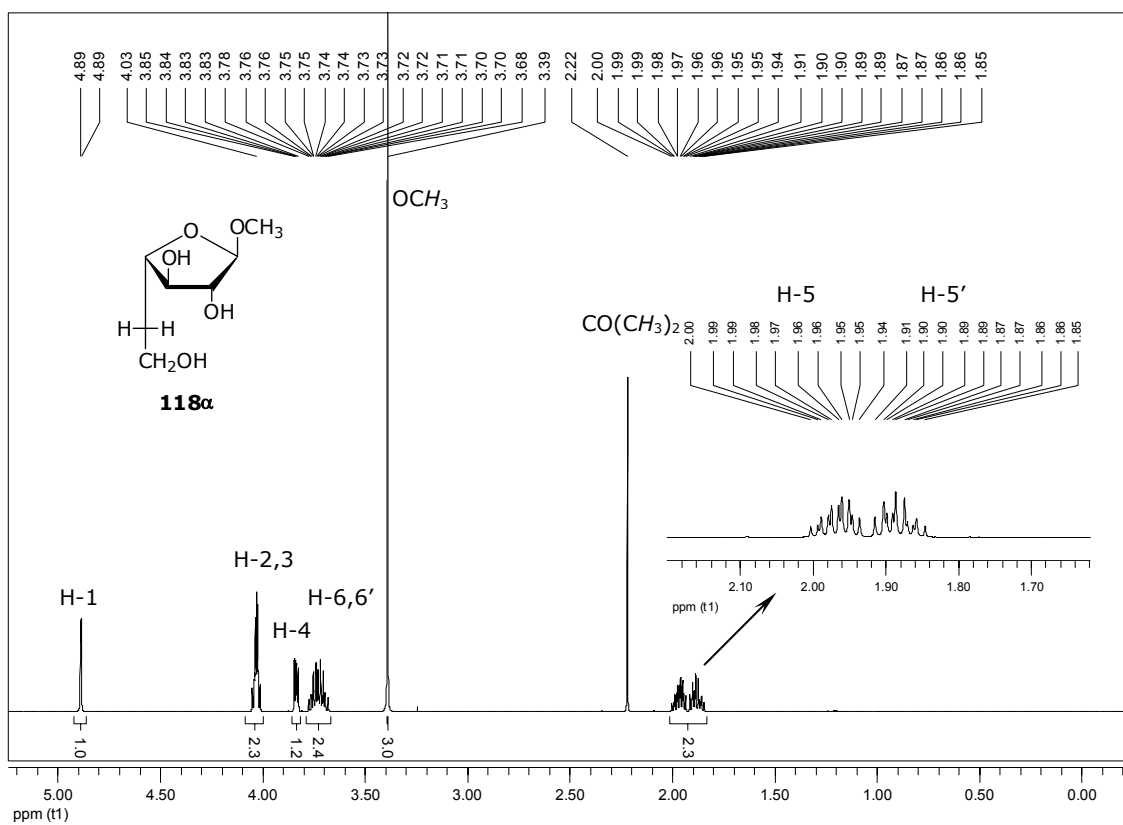 4.89 4.89 4.03 3.85 3.84 3.83 3.83 3.78 3.76 3.76 3.75 3.75 3.74 3.74 3.73 3.73 3.72 3.72 3.71 3.71 3.70 3.70 3.68 3.39 2.22 2.00 1.99 1.99 1.98 1.97 1.96 1.96 1.95 1.95 1.94 1.91 1.90 1.90 1.89 1.89 1.87 1.87 1.86 1.86 1.85
OCH3
O
OCH3
OH
OH
H H
CH2OH
118α
H-5 H-5′
CO(CH3)2
2.00 1.99 1.99 1.98 1.97 1.96 1.96 1.95 1.95 1.94 1.91 1.90 1.90 1.89 1.89 1.87 1.87 1.86 1.86 1.85
2.10 2.00 1.90 1.80 1.70
ppm (t1)
H-1
H-2,3
H-4
H-6,6′
1.0 2.3 1.2 2.4 3.0 2.3
5.00 4.50 4.00 3.50 3.00 2.50 2.00 1.50 1.00 0.50 0.00
ppm (t1)